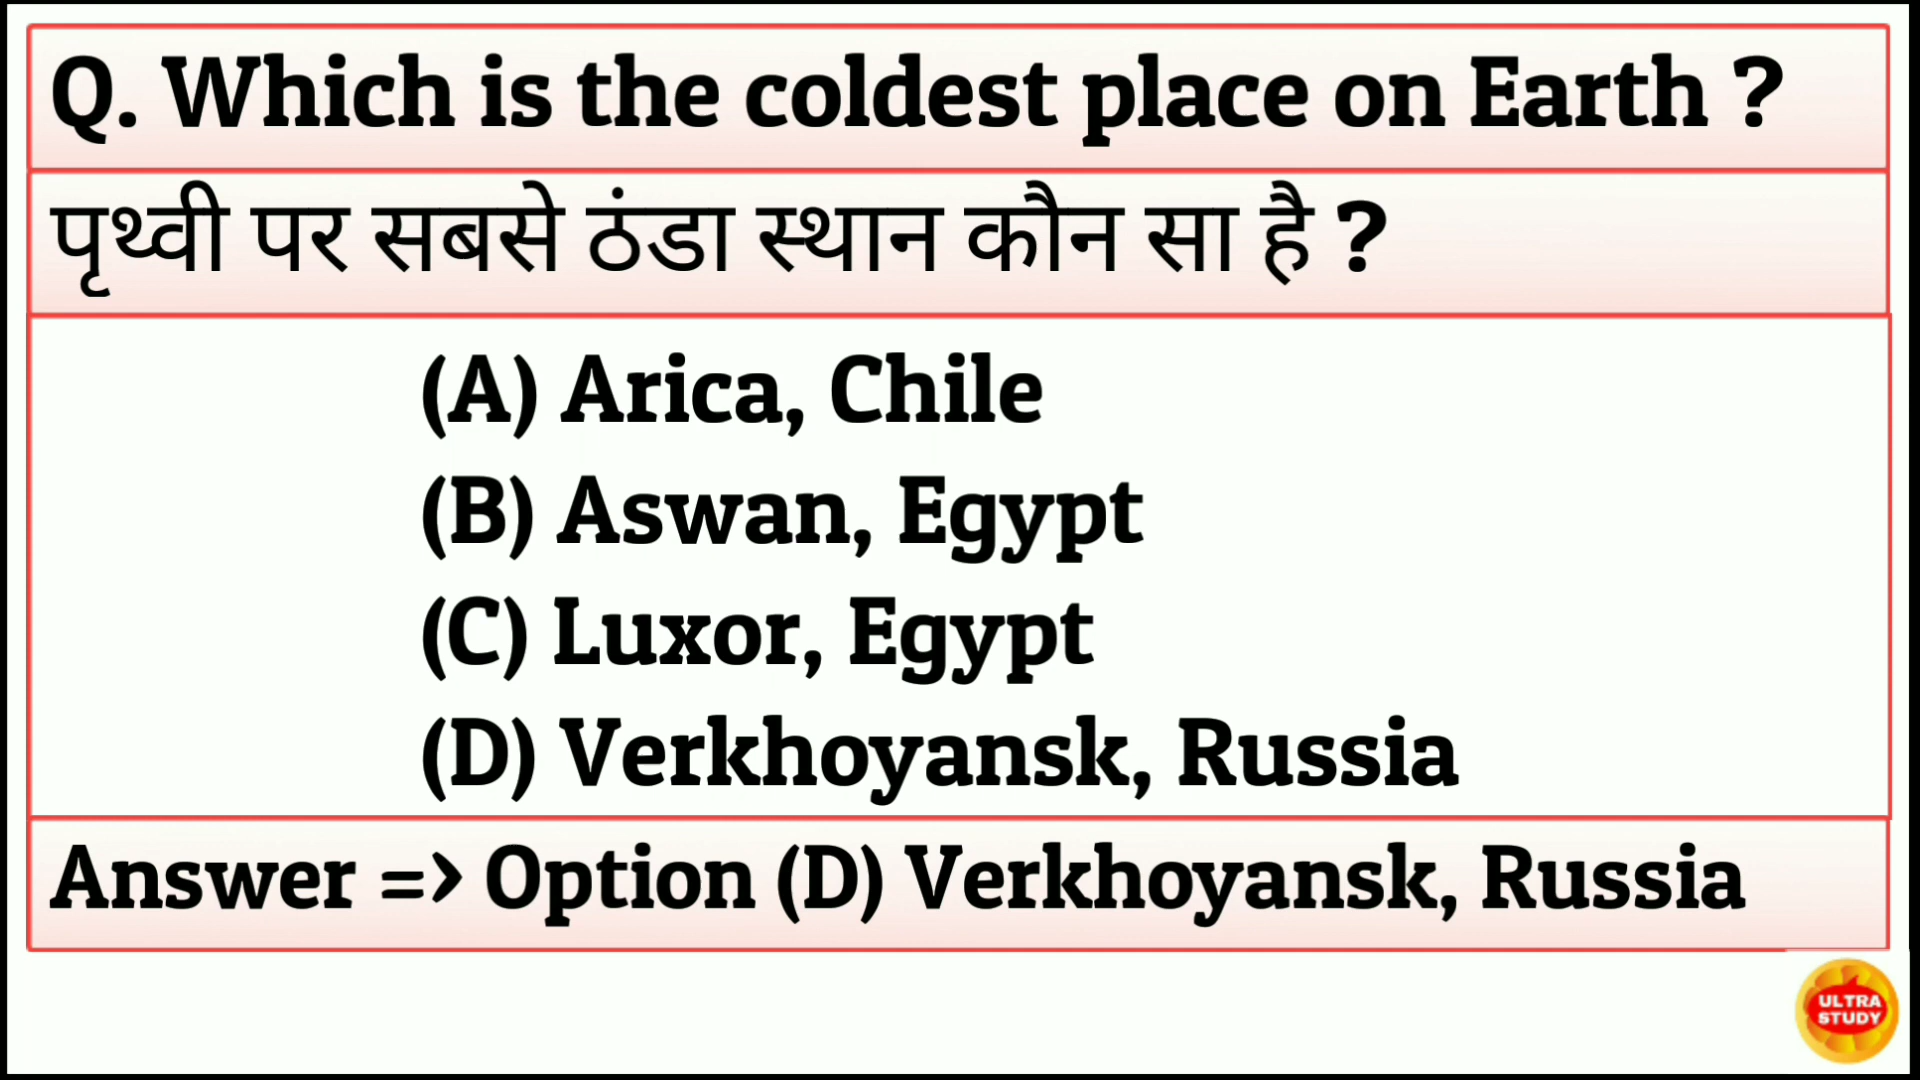 Q. Which is the coldest place on Earth ?
पृथ्वी पर सबसे ठंडा स्थान कौन सा है ?
(A) Arica, Chile
(B) Aswan, Egypt
(C) Luxor, Egypt
(D) Verkhoyansk, Russia
Answer => Option (D) Verkhoyansk, Russia
ULTRA
STUDY